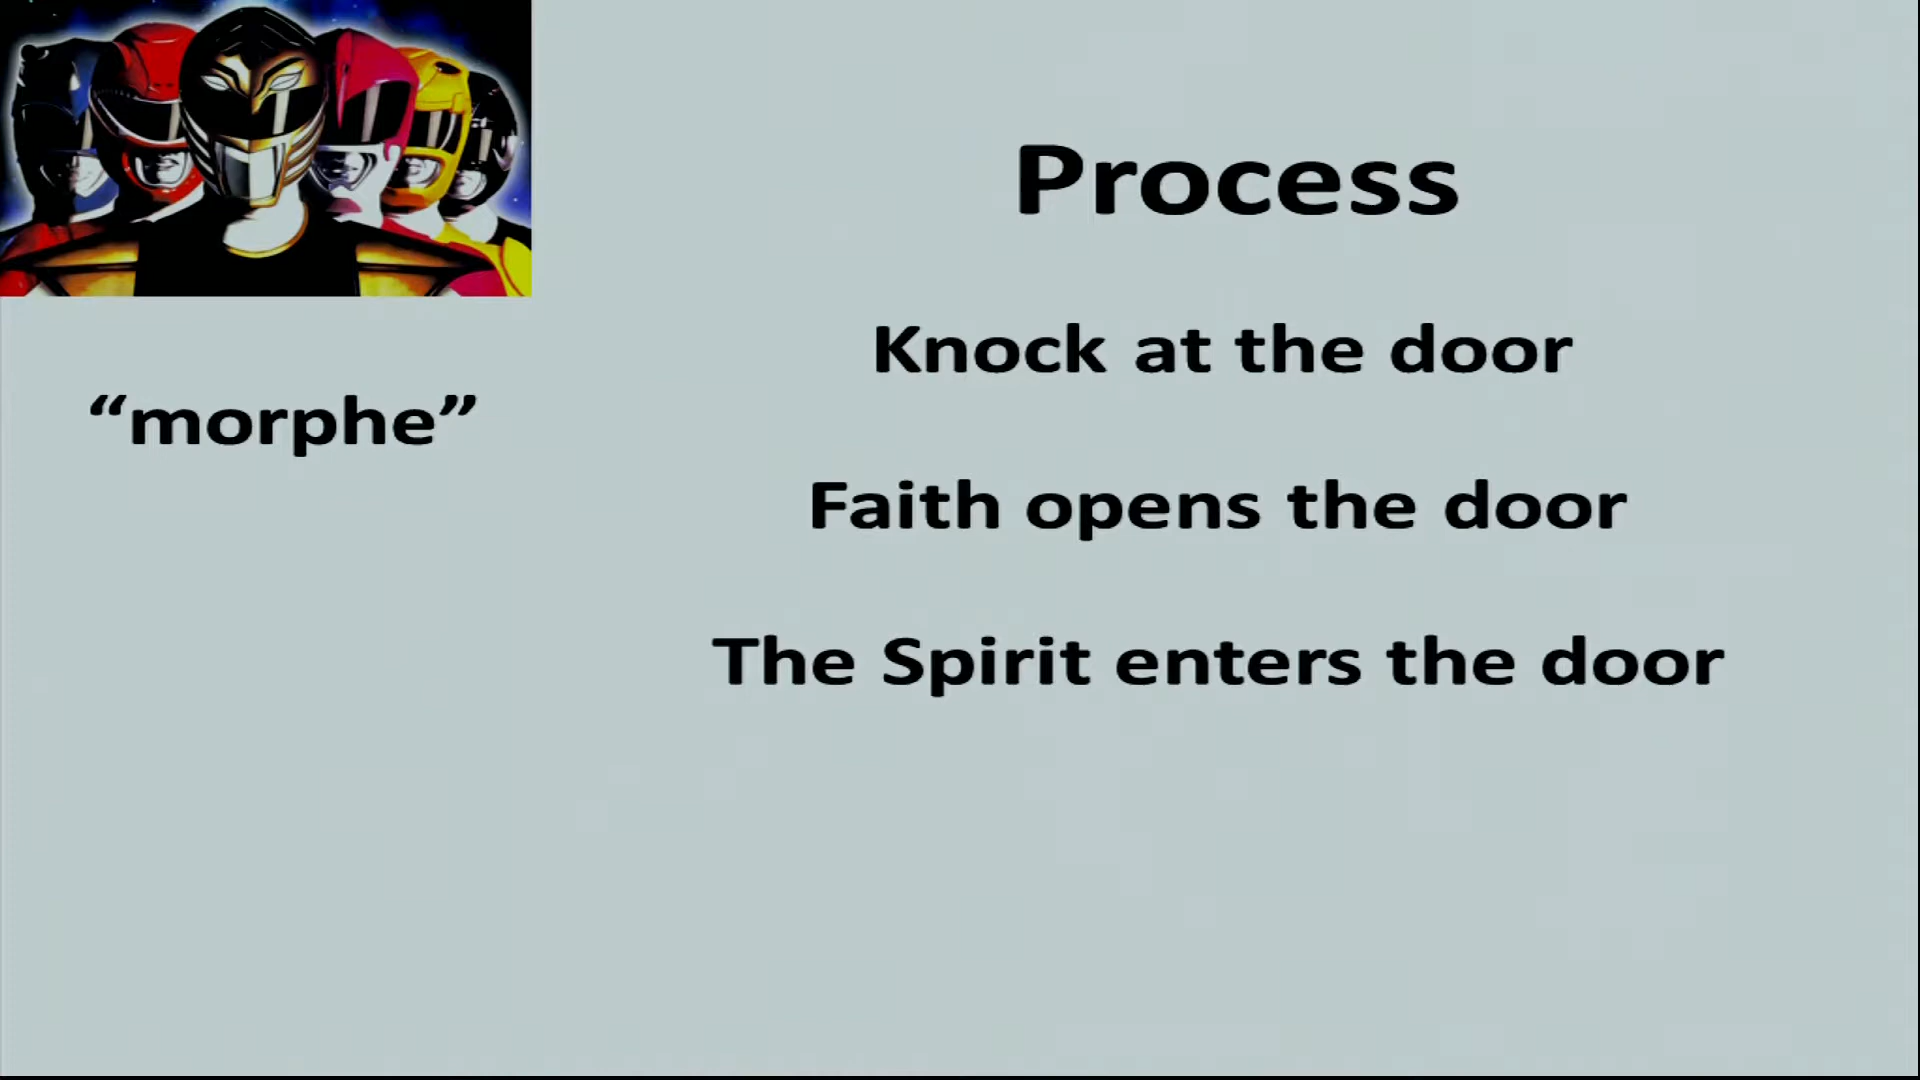 Process
Knock at the door
“morphe”
Faith opens the door
The Spirit enters the door